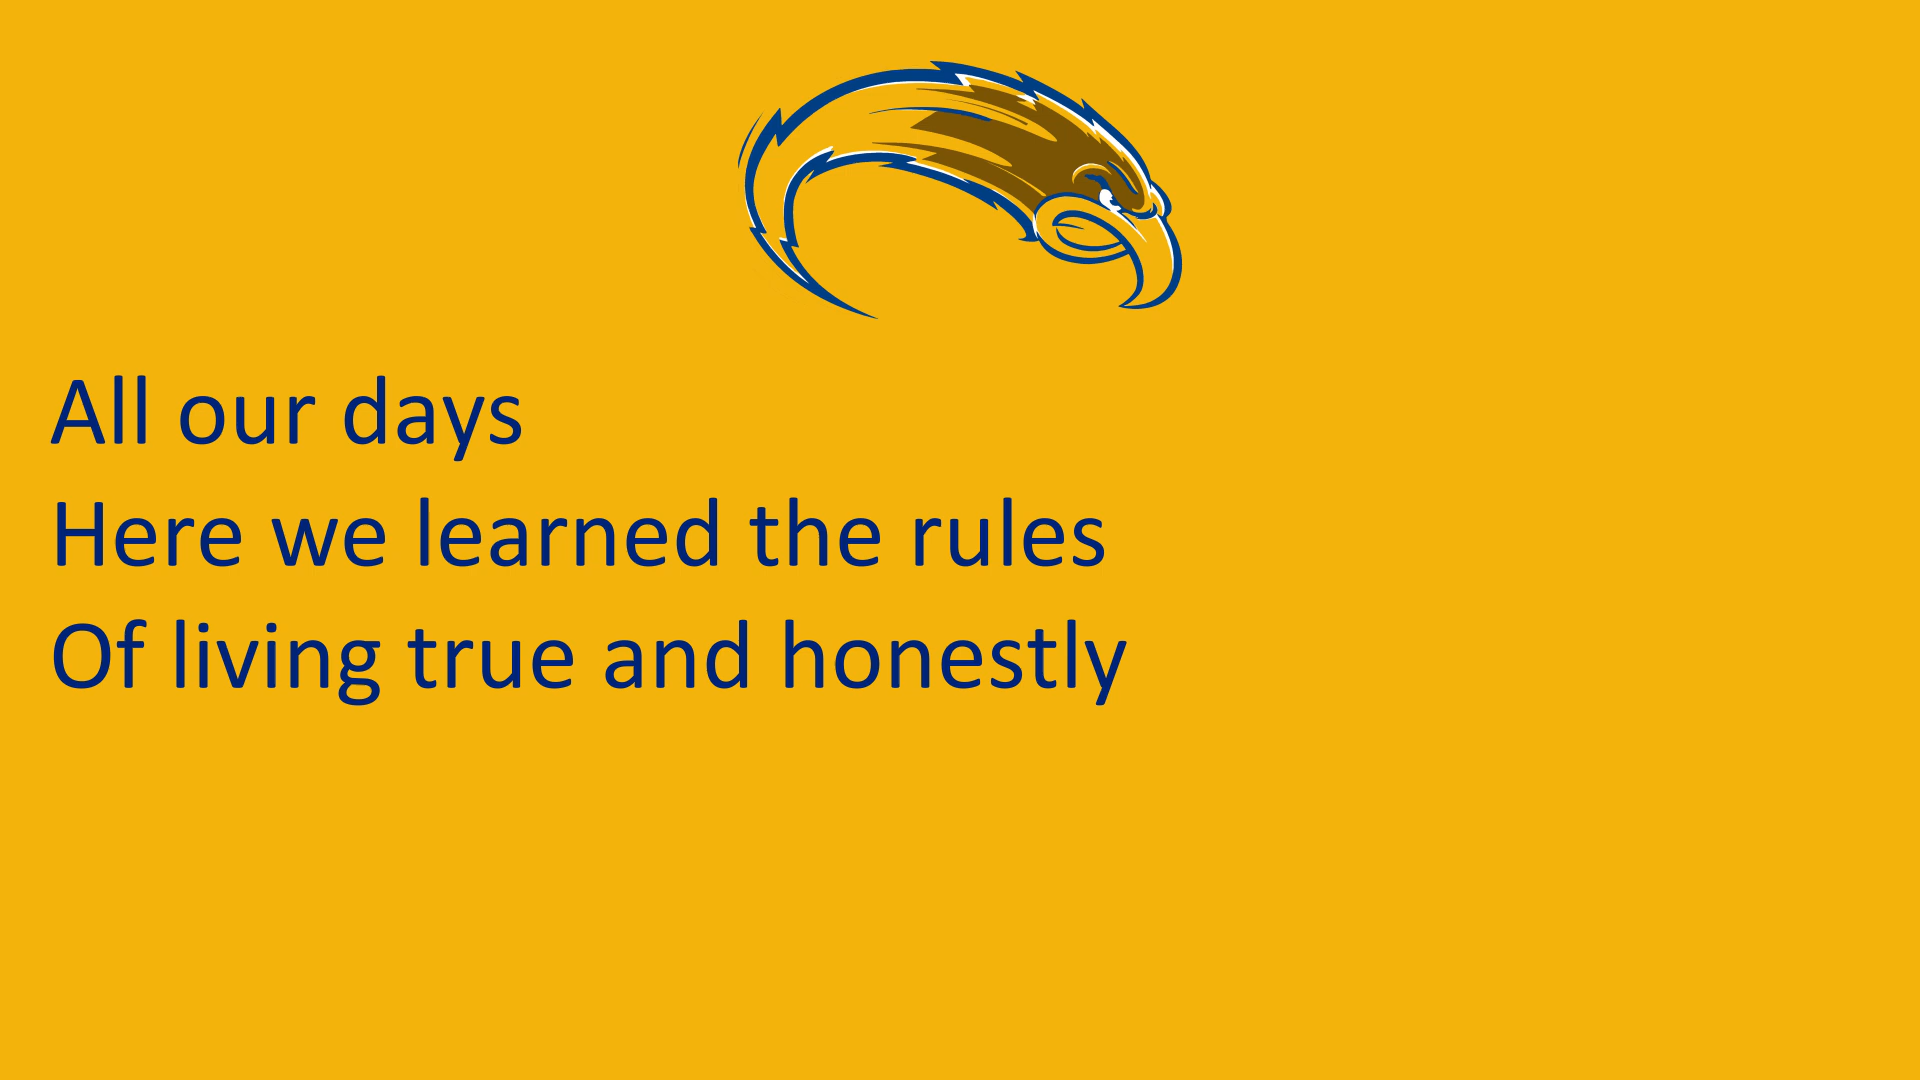 All our days
Here we learned the rules
Of living true and honestly